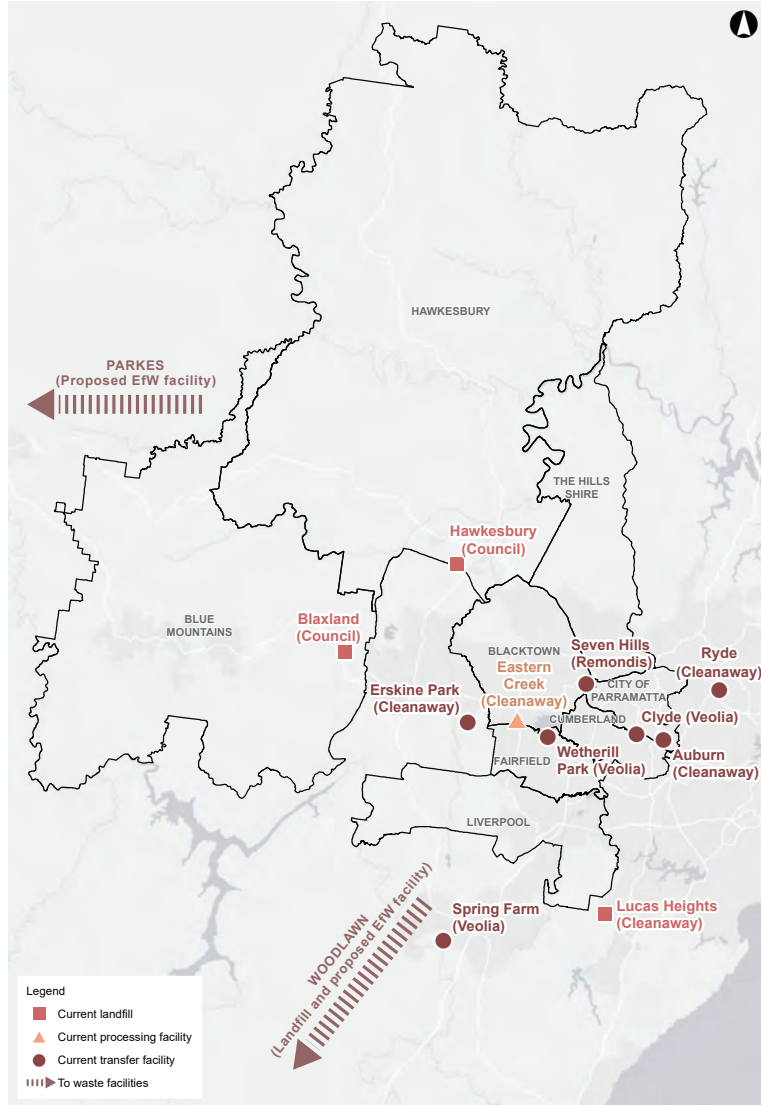 HAWKESBURY
PARKES
(Proposed EfW facility)
THE HILLS
SHIRE
Hawkesbury
(Council)
BLUE
MOUNTAINS
Blaxland
(Council)
BLACKTOWN
Seven Hills
(Remondis)
Ryde
(Cleanaway)
Eastern
Creek
(Cleanaway)
CITY OF
PARRAMATTA
Erskine Park
(Cleanaway)
CUMBERLAND
Clyde (Veolia)
Wetherill
Park (Veolia)
Auburn
(Cleanaway)
FAIRFIELD
LIVERPOOL
WOODLAWN
(Landfill and proposed EfW facility)
Spring Farm
(Veolia)
Lucas Heights
(Cleanaway)
Legend
Current landfill
Current processing facility
Current transfer facility
To waste facilities